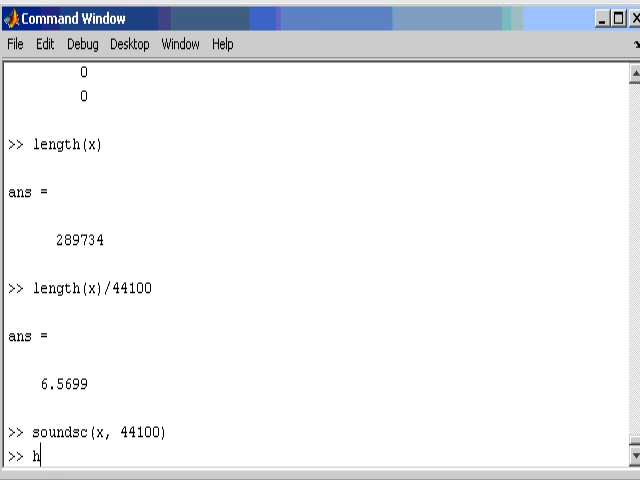 Command Window
File Edit Debug Desktop Window Help
0
0
>> length(x)
ans =
289734
>> length(x)/44100
ans =
6.5699
>> soundsc(x, 44100)
>> h